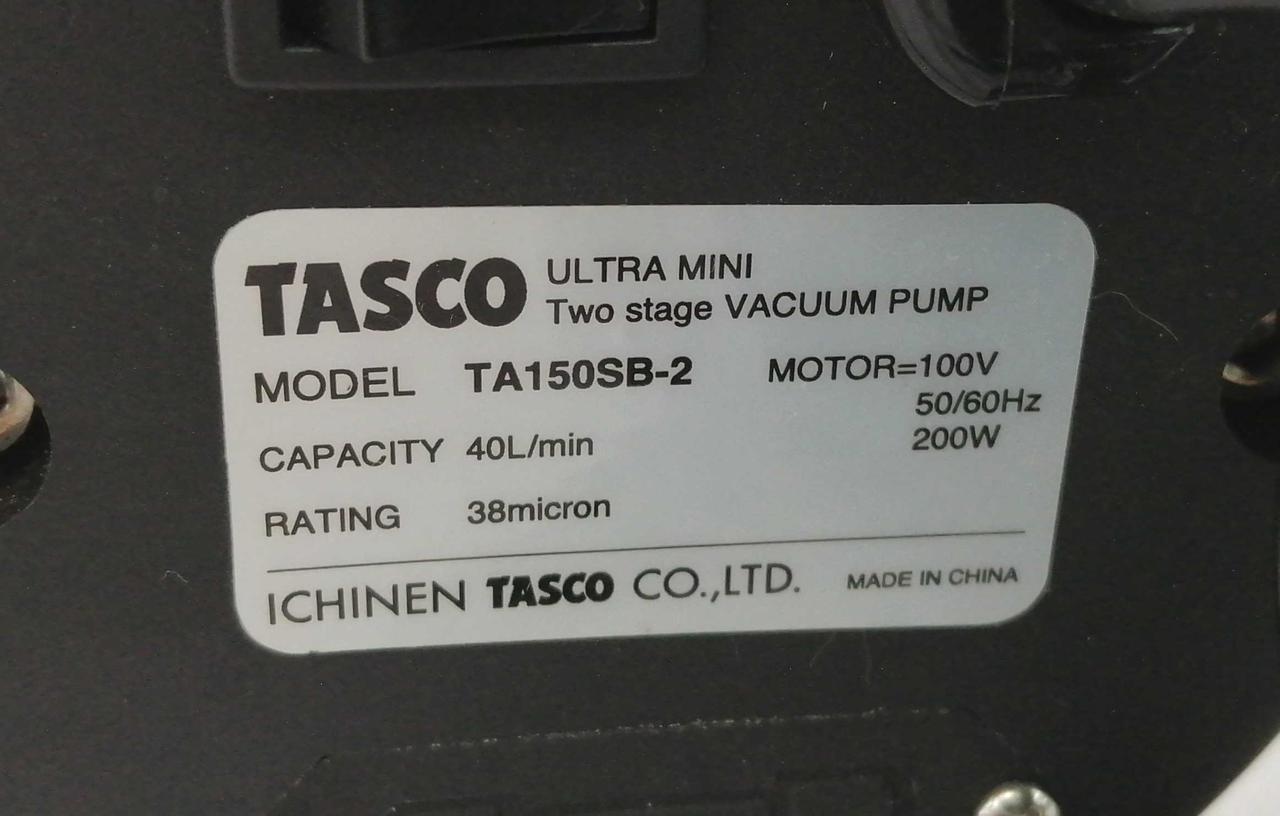 TASCO ULTRA MINI
Two stage VACUUM PUMP
MODEL TA150SB-2 MOTOR=100V
50/60Hz
CAPACITY 40L/min 200W
RATING 38micron
ICHINEN TASCO CO.,LTD. MADE IN CHINA